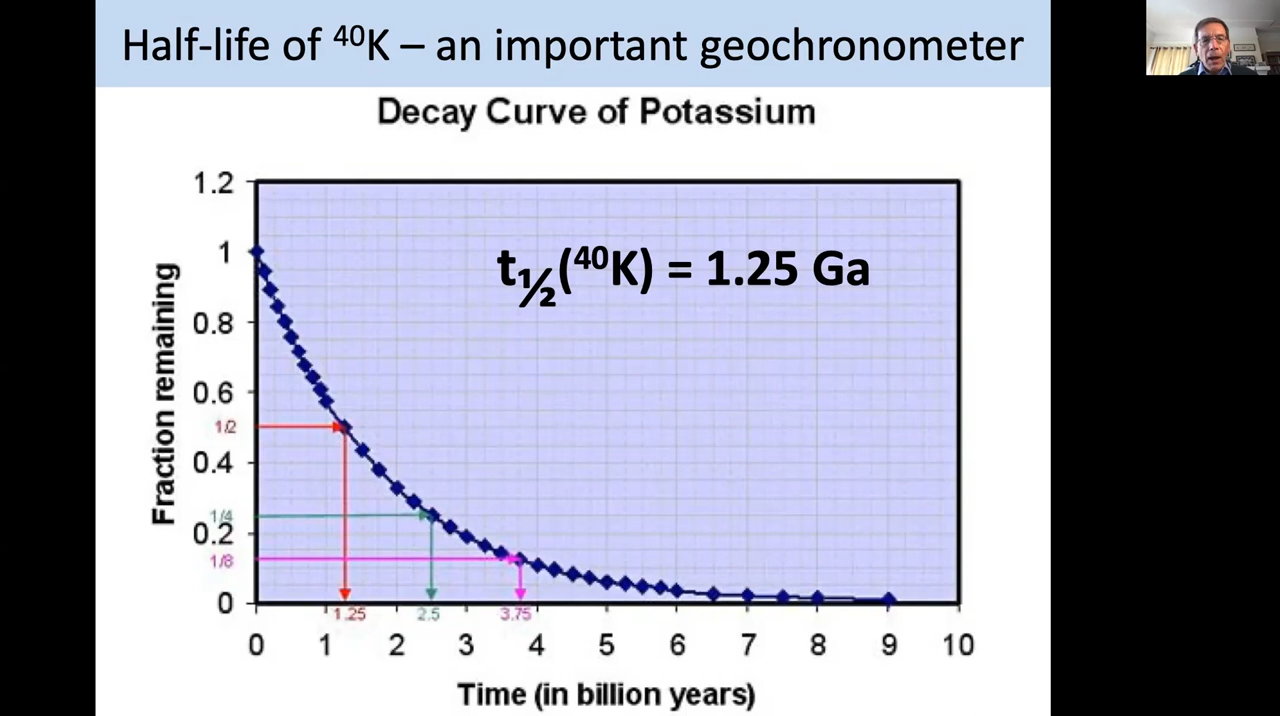 Half-life of ⁴⁰K – an important geochronometer
Decay Curve of Potassium
t½(⁴⁰K) = 1.25 Ga
Fraction remaining
1.2
1
0.8
0.6
1/2
0.4
1/4
0.2
1/8
0
1.25 2.5 3.75
0 1 2 3 4 5 6 7 8 9 10
Time (in billion years)